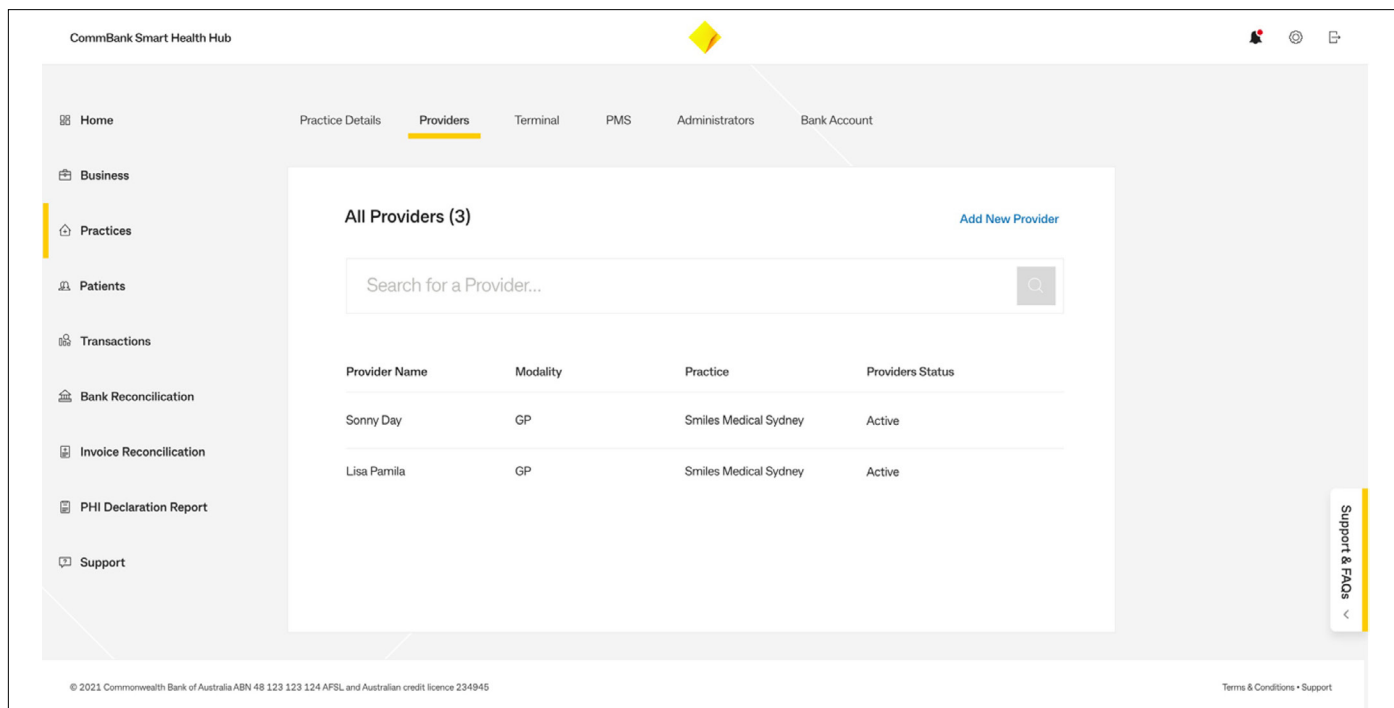 CommBank Smart Health Hub
Home
Business
Practices
Patients
Transactions
Bank Reconcilication
Invoice Reconcilication
PHI Declaration Report
Support
Practice Details Providers Terminal PMS Administrators Bank Account
All Providers (3) Add New Provider
Search for a Provider...
Provider Name Modality Practice Providers Status
Sonny Day GP Smiles Medical Sydney Active
Lisa Pamila GP Smiles Medical Sydney Active
Support & FAQs
© 2021 Commonwealth Bank of Australia ABN 48 123 123 124 AFSL and Australian credit licence 234945 Terms & Conditions • Support